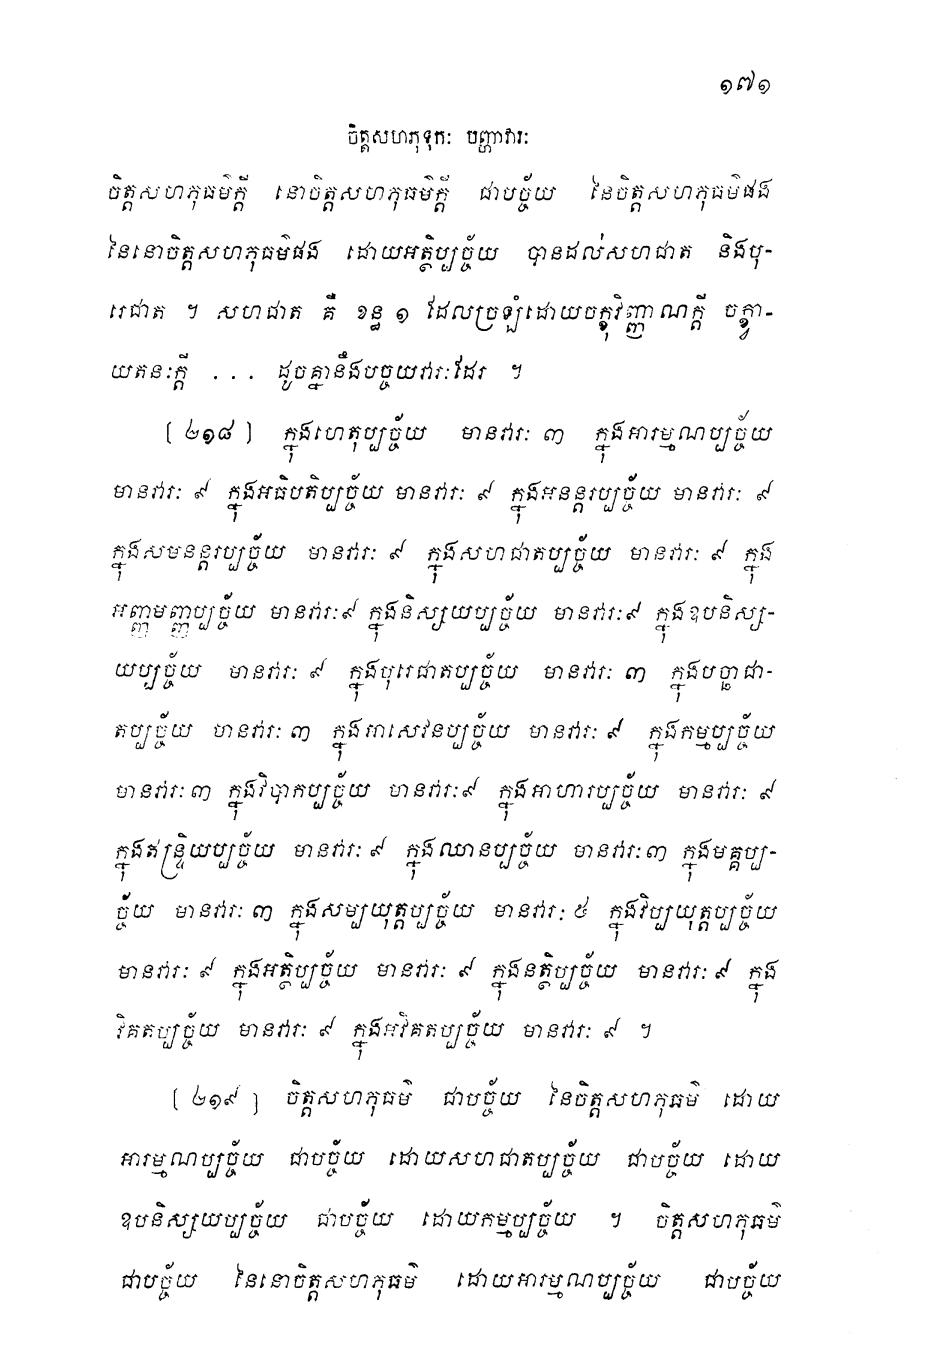 ១៧១
ចិត្តសហភុទុកៈ បញ្ហាវារៈ
ចិត្តសហភុធម៌ក្តី នោចិត្តសហភុធម៌ក្តី ជាបច្ច័យ នៃចិត្តសហភុធម៌ផង
នៃនោចិត្តសហភុធម៌ផង ដោយអត្ថិប្បច្ច័យ បានដល់សហជាត និងបុ-
រេជាត ។ សហជាត គឺ ខន្ធ ១ ដែលច្រឡំដោយចក្ខុវិញ្ញាណក្តី ចក្ខា្វ-
យតនៈក្តី ... ដូចគ្នានឹងបច្ចយវារៈដែរ ។
[ ២១៨ ] ក្នុងហេតុប្បច្ច័យ មានវារៈ ៣ ក្នុងអារម្មណប្បច្ច័យ
មានវារៈ ៩ ក្នុងអធិបតិប្បច្ច័យ មានវារៈ ៩ ក្នុងអនន្តរប្បច្ច័យ មានវារៈ ៩
ក្នុងសមនន្តរប្បច្ច័យ មានវារៈ ៩ ក្នុងសហជាតប្បច្ច័យ មានវារៈ ៩ ក្នុង
អញ្ញមញ្ញប្បច្ច័យ មានវារៈ ៩ ក្នុងនិស្សយប្បច្ច័យ មានវារៈ ៩ ក្នុងឧបនិស្ស-
យប្បច្ច័យ មានវារៈ ៩ ក្នុងបុរេជាតប្បច្ច័យ មានវារៈ ៣ ក្នុងបច្ឆាជា-
តប្បច្ច័យ មានវារៈ ៣ ក្នុងអាសេវនប្បច្ច័យ មានវារៈ ៩ ក្នុងកម្មប្បច្ច័យ
មានវារៈ ៣ ក្នុងវិបាកប្បច្ច័យ មានវារៈ ៩ ក្នុងអាហារប្បច្ច័យ មានវារៈ ៩
ក្នុងឥន្ទ្រិយប្បច្ច័យ មានវារៈ ៩ ក្នុងឈានប្បច្ច័យ មានវារៈ ៣ ក្នុងមគ្គប្ប-
ច្ច័យ មានវារៈ ៣ ក្នុងសម្បយុត្តប្បច្ច័យ មានវារៈ ៥ ក្នុងវិប្បយុត្តប្បច្ច័យ
មានវារៈ ៩ ក្នុងអត្ថិប្បច្ច័យ មានវារៈ ៩ ក្នុងនត្ថិប្បច្ច័យ មានវារៈ ៩ ក្នុង
វិគតប្បច្ច័យ មានវារៈ ៩ ក្នុងអវិគតប្បច្ច័យ មានវារៈ ៩ ។
[ ២១៩ ] ចិត្តសហភុធម៌ ជាបច្ច័យ នៃចិត្តសហភុធម៌ ដោយ
អារម្មណប្បច្ច័យ ជាបច្ច័យ ដោយសហជាតប្បច្ច័យ ជាបច្ច័យ ដោយ
ឧបនិស្សយប្បច្ច័យ ជាបច្ច័យ ដោយកម្មប្បច្ច័យ ។ ចិត្តសហភុធម៌
ជាបច្ច័យ នៃនោចិត្តសហភុធម៌ ដោយអារម្មណប្បច្ច័យ ជាបច្ច័យ